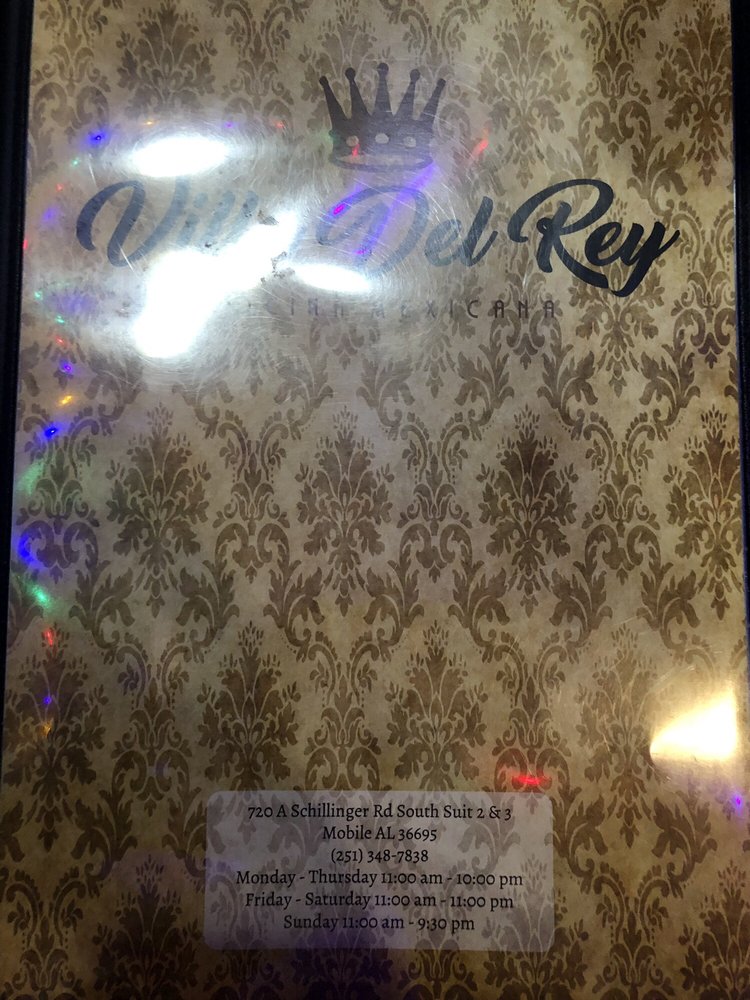 Villa Del Rey
MEXICANA
720 A Schillinger Rd South Suit 2 & 3
Mobile AL 36695
(251) 348-7838
Monday - Thursday 11:00 am - 10:00 pm
Friday - Saturday 11:00 am - 11:00 pm
Sunday 11:00 am - 9:30 pm